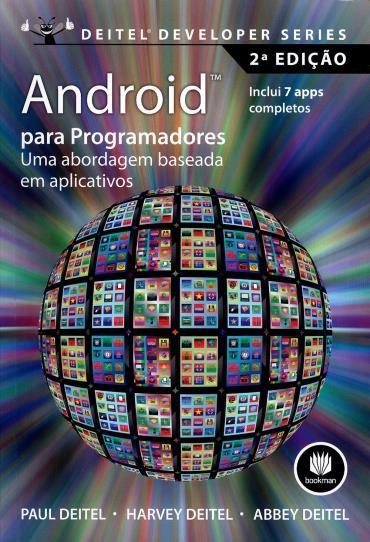 DEITEL® DEVELOPER SERIES
2ª EDIÇÃO
Android™
Inclui 7 apps
completos
para Programadores
Uma abordagem baseada
em aplicativos
bookman
PAUL DEITEL • HARVEY DEITEL • ABBEY DEITEL